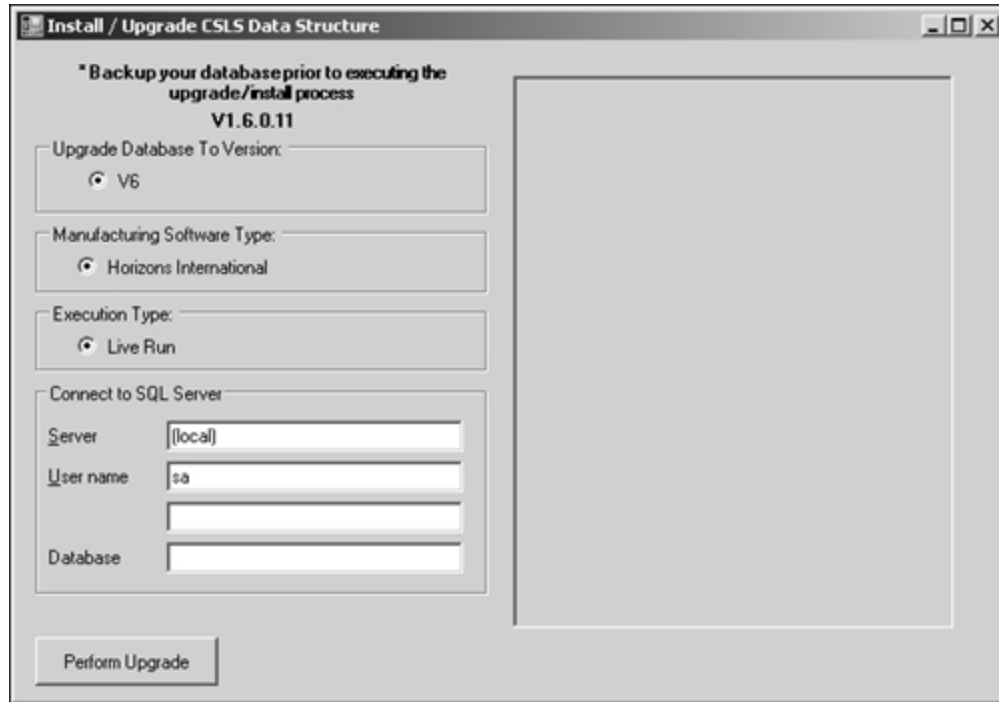 Install / Upgrade CSLS Data Structure
*Backup your database prior to executing the
upgrade/install process
V1.6.0.11
Upgrade Database To Version:
V6
Manufacturing Software Type:
Horizons International
Execution Type:
Live Run
Connect to SQL Server
Server (local)
User name sa
Database
Perform Upgrade